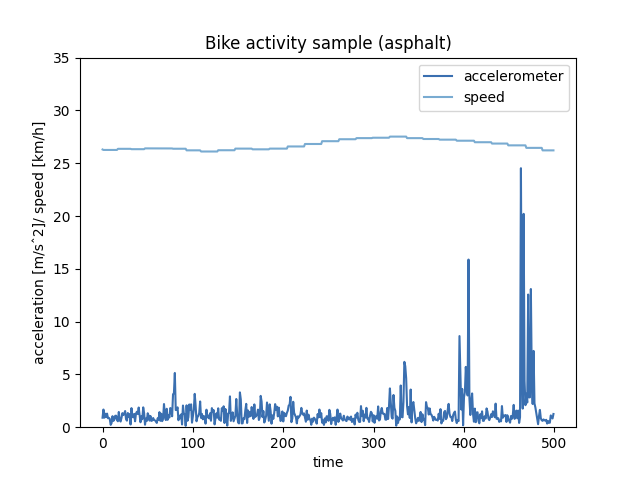 Bike activity sample (asphalt)
accelerometer
speed
35
30
25
20
15
10
5
0
acceleration [m/sˆ2]/ speed [km/h]
0 100 200 300 400 500
time